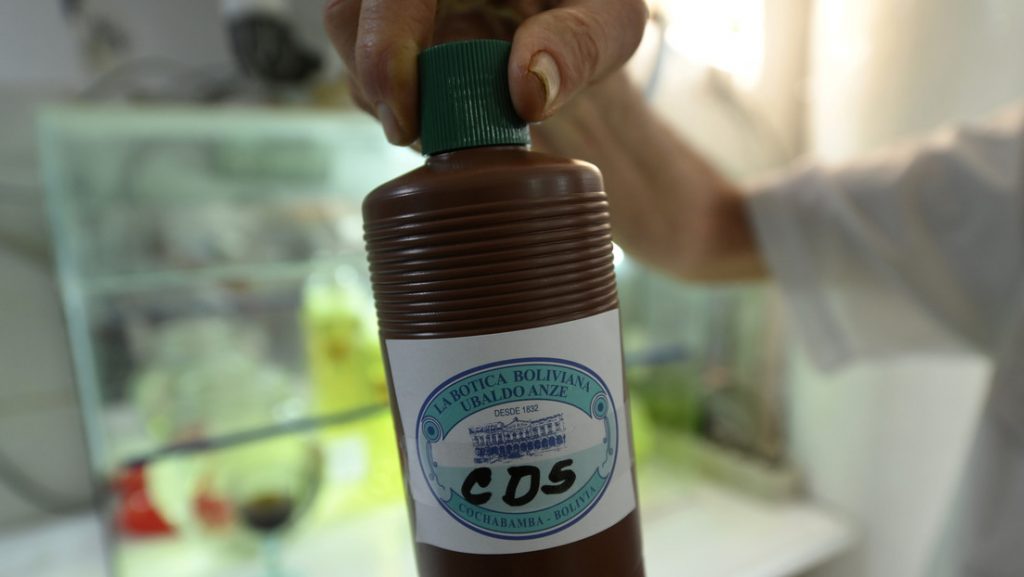 LA BOTICA BOLIVIANA
UBALDO ANZE
DESDE 1832
CDS
COCHABAMBA - BOLIVIA